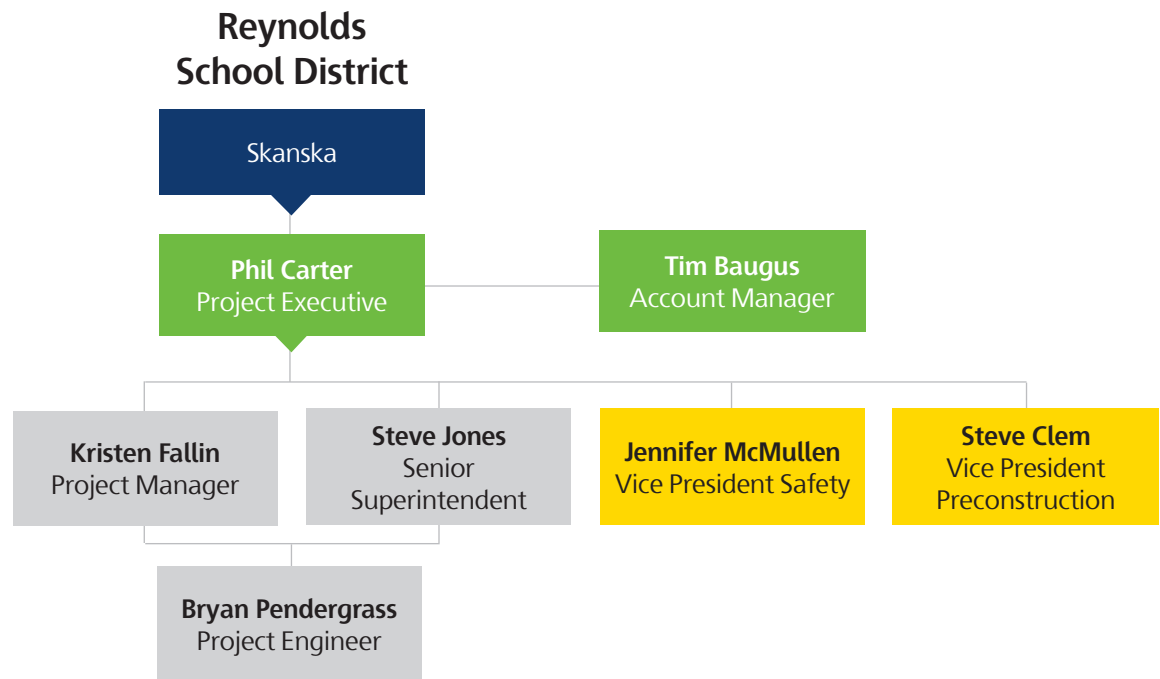 Reynolds
School District
Skanska
Phil Carter
Project Executive
Tim Baugus
Account Manager
Kristen Fallin
Project Manager
Steve Jones
Senior
Superintendent
Jennifer McMullen
Vice President Safety
Steve Clem
Vice President
Preconstruction
Bryan Pendergrass
Project Engineer